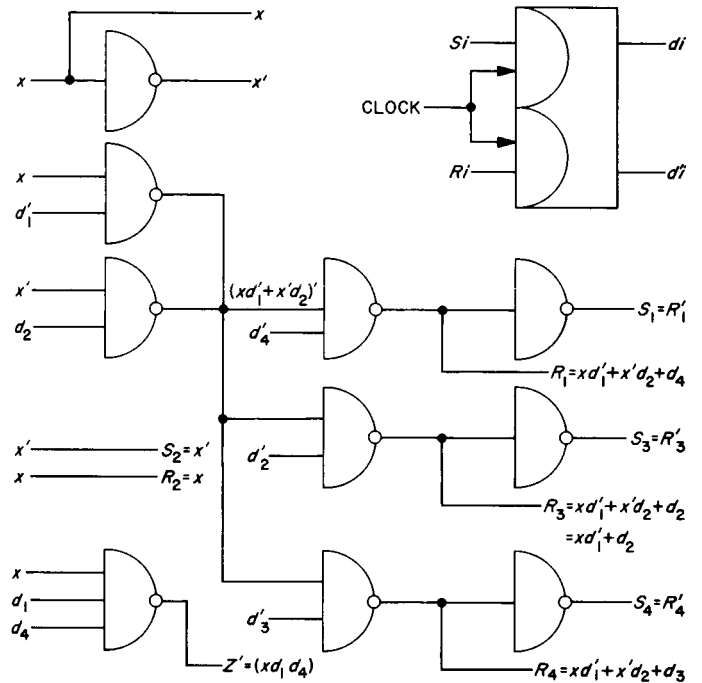 x
x
x'
Si
di
CLOCK
Ri
d'i
x
d'₁
x'
d₂
(xd'₁+x'd₂)'
d'₄
S₁=R'₁
R₁=xd'₁+x'd₂+d₄
d'₂
S₃=R'₃
R₃=xd'₁+x'd₂+d₂
=xd'₁+d₂
x'
S₂=x'
x
R₂=x
x
d₁
d₄
Z'=(xd₁d₄)
d'₃
S₄=R'₄
R₄=xd'₁+x'd₂+d₃